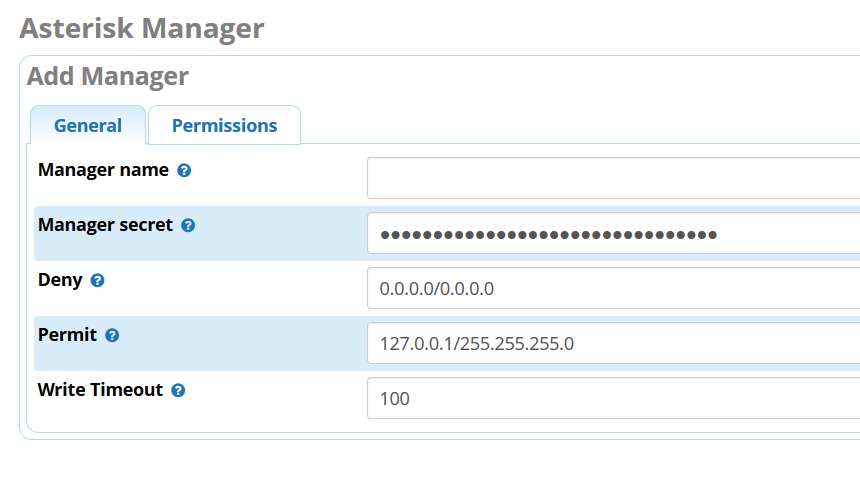 Asterisk Manager
Add Manager
General Permissions
Manager name
Manager secret ●●●●●●●●●●●●●●●●●●●●●●●●●●●●●●●●
Deny 0.0.0.0/0.0.0.0
Permit 127.0.0.1/255.255.255.0
Write Timeout 100